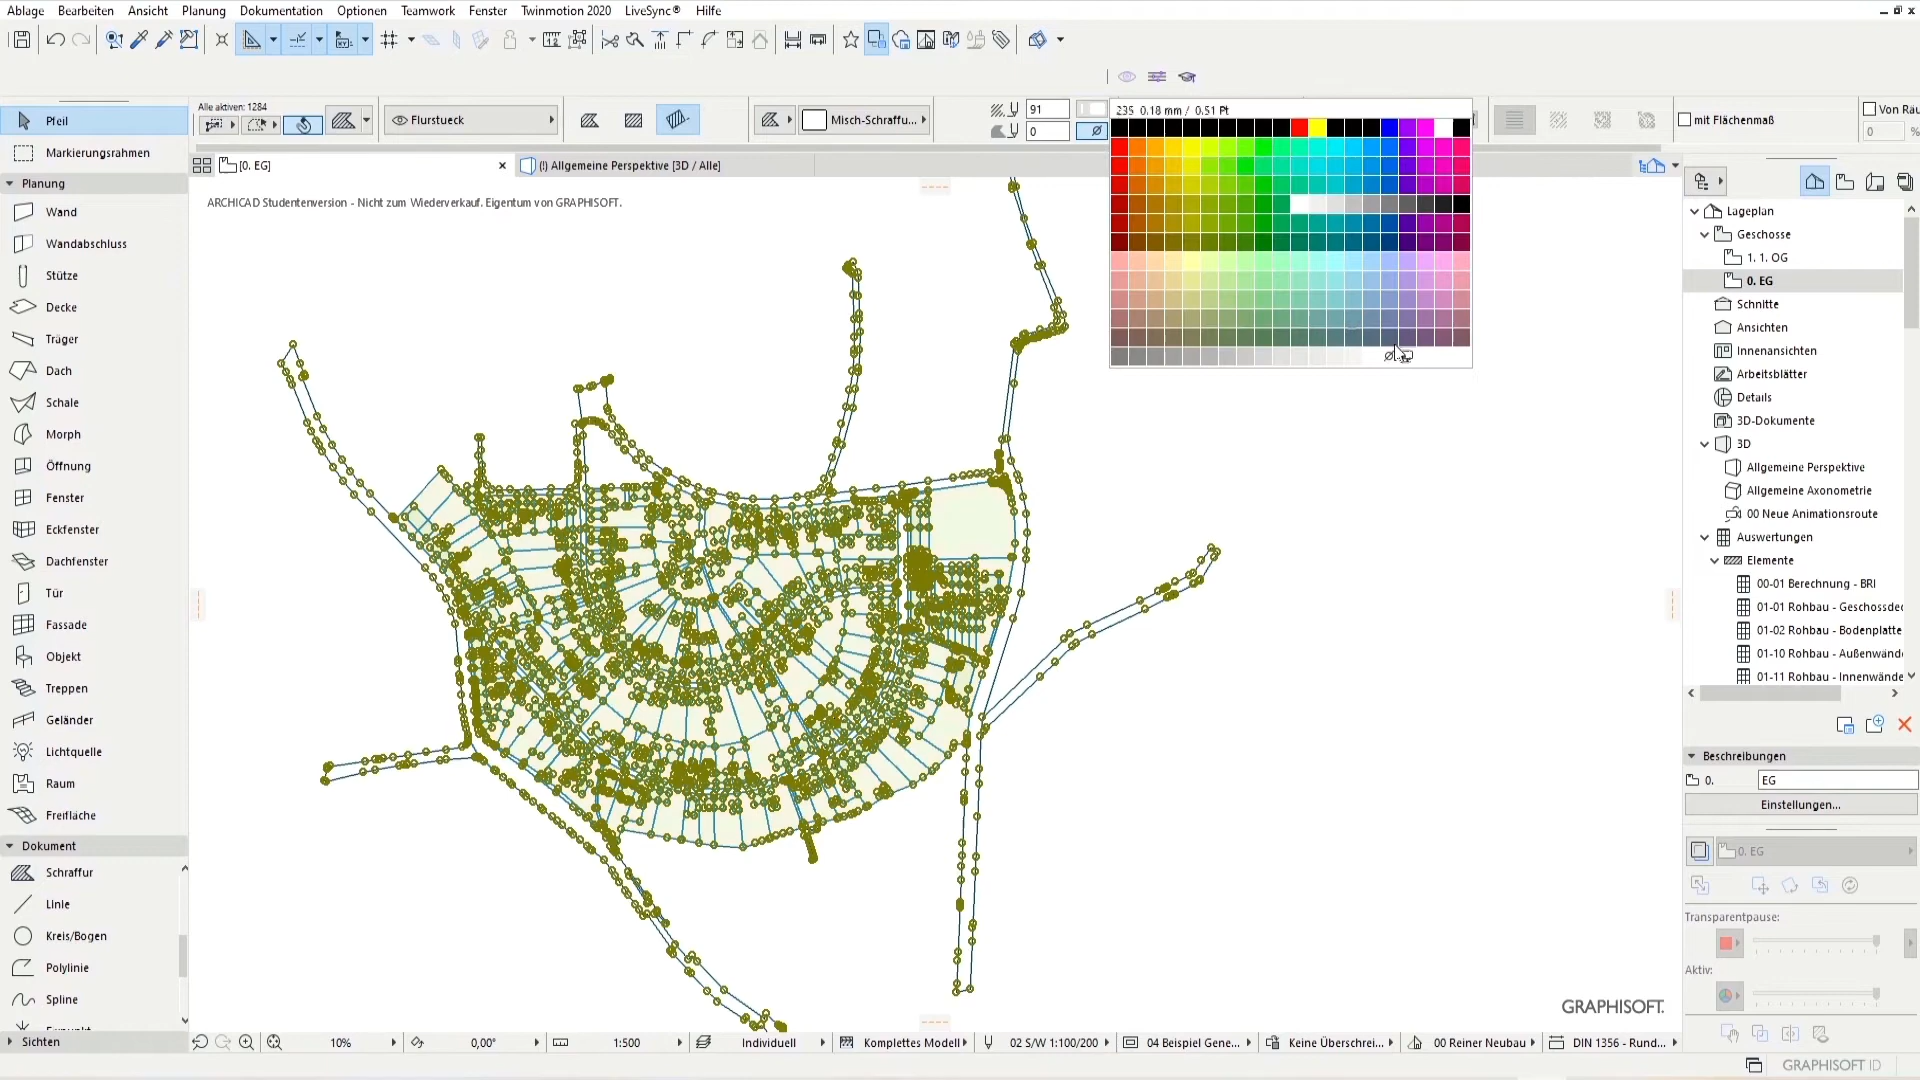 Ablage Bearbeiten Ansicht Planung Dokumentation Optionen Teamwork Fenster Twinmotion 2020 LiveSync® Hilfe
Alle aktiven: 1284
Flurstueck
Misch-Schraffu...
91
0
235 0.18 mm / 0.51 Pt
mit Flächenmaß
Von Rau
0 %
Pfeil
Markierungsrahmen
Planung
Wand
Wandabschluss
Stütze
Decke
Träger
Dach
Schale
Morph
Öffnung
Fenster
Eckfenster
Dachfenster
Tür
Fassade
Objekt
Treppen
Geländer
Lichtquelle
Raum
Freifläche
Dokument
Schraffur
Linie
Kreis/Bogen
Polylinie
Spline
Sichten
[0. EG]
(!) Allgemeine Perspektive [3D / Alle]
ARCHICAD Studentenversion - Nicht zum Wiederverkauf. Eigentum von GRAPHISOFT.
GRAPHISOFT.
Lageplan
Geschosse
1. 1. OG
0. EG
Schnitte
Ansichten
Innenansichten
Arbeitsblätter
Details
3D-Dokumente
3D
Allgemeine Perspektive
Allgemeine Axonometrie
00 Neue Animationsroute
Auswertungen
Elemente
00-01 Berechnung - BRI
01-01 Rohbau - Geschossdec
01-02 Rohbau - Bodenplatte
01-10 Rohbau - Außenwände
01-11 Rohbau - Innenwände
Beschreibungen
0. EG
Einstellungen...
0. EG
Transparentpause:
Aktiv:
10% 0,00° 1:500 Individuell Komplettes Modell 02 S/W 1:100/200 04 Beispiel Gene... Keine Überschrei... 00 Reiner Neubau DIN 1356 - Rund...
GRAPHISOFT ID